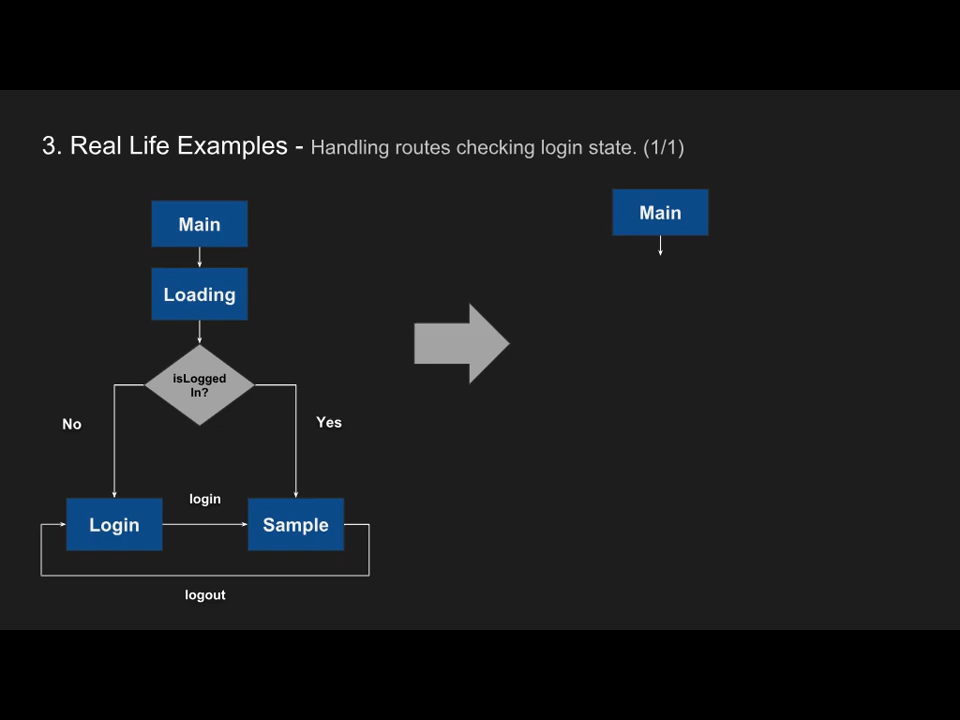 3. Real Life Examples - Handling routes checking login state. (1/1)
Main
Loading
isLogged
In?
No
Yes
login
Login
Sample
logout
Main